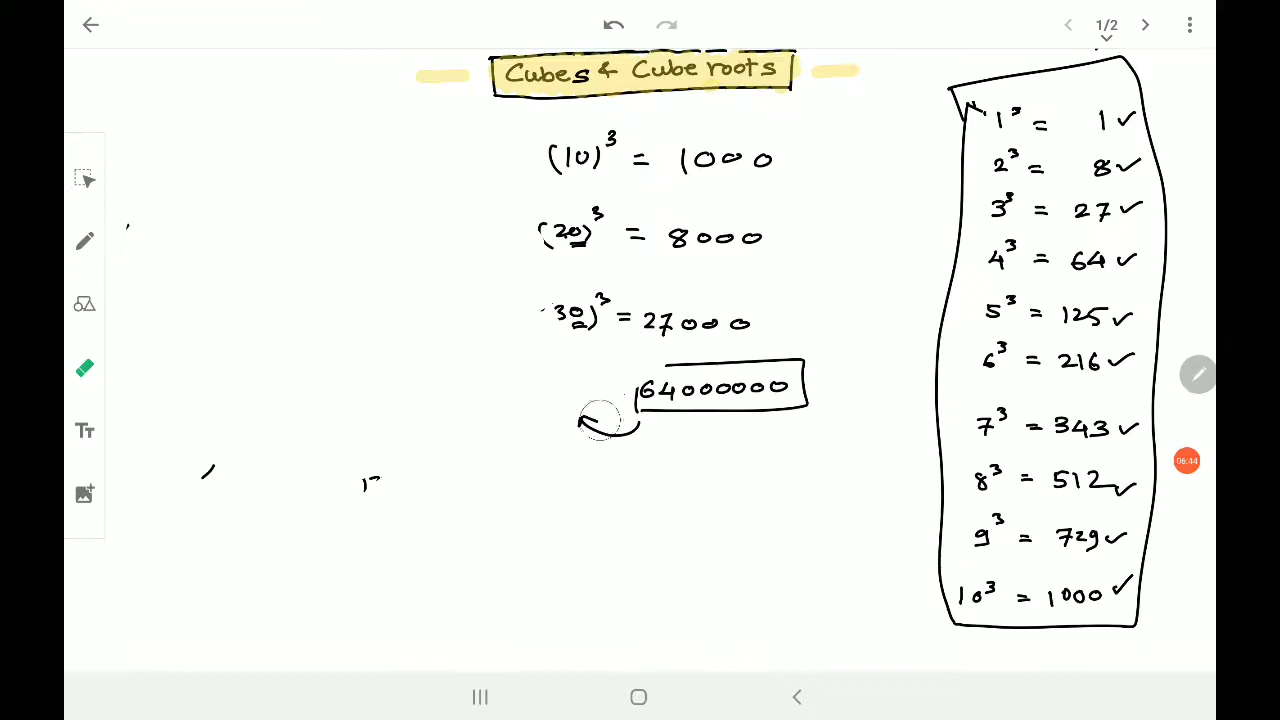 1/2
Cubes & Cube roots
(10)³ = 1000
(20)³ = 8000
30)³ = 27000
64000000
1³ = 1 ✓
2³ = 8 ✓
3³ = 27 ✓
4³ = 64 ✓
5³ = 125 ✓
6³ = 216 ✓
7³ = 343 ✓
8³ = 512 ✓
9³ = 729 ✓
10³ = 1000 ✓
Tт
06:44